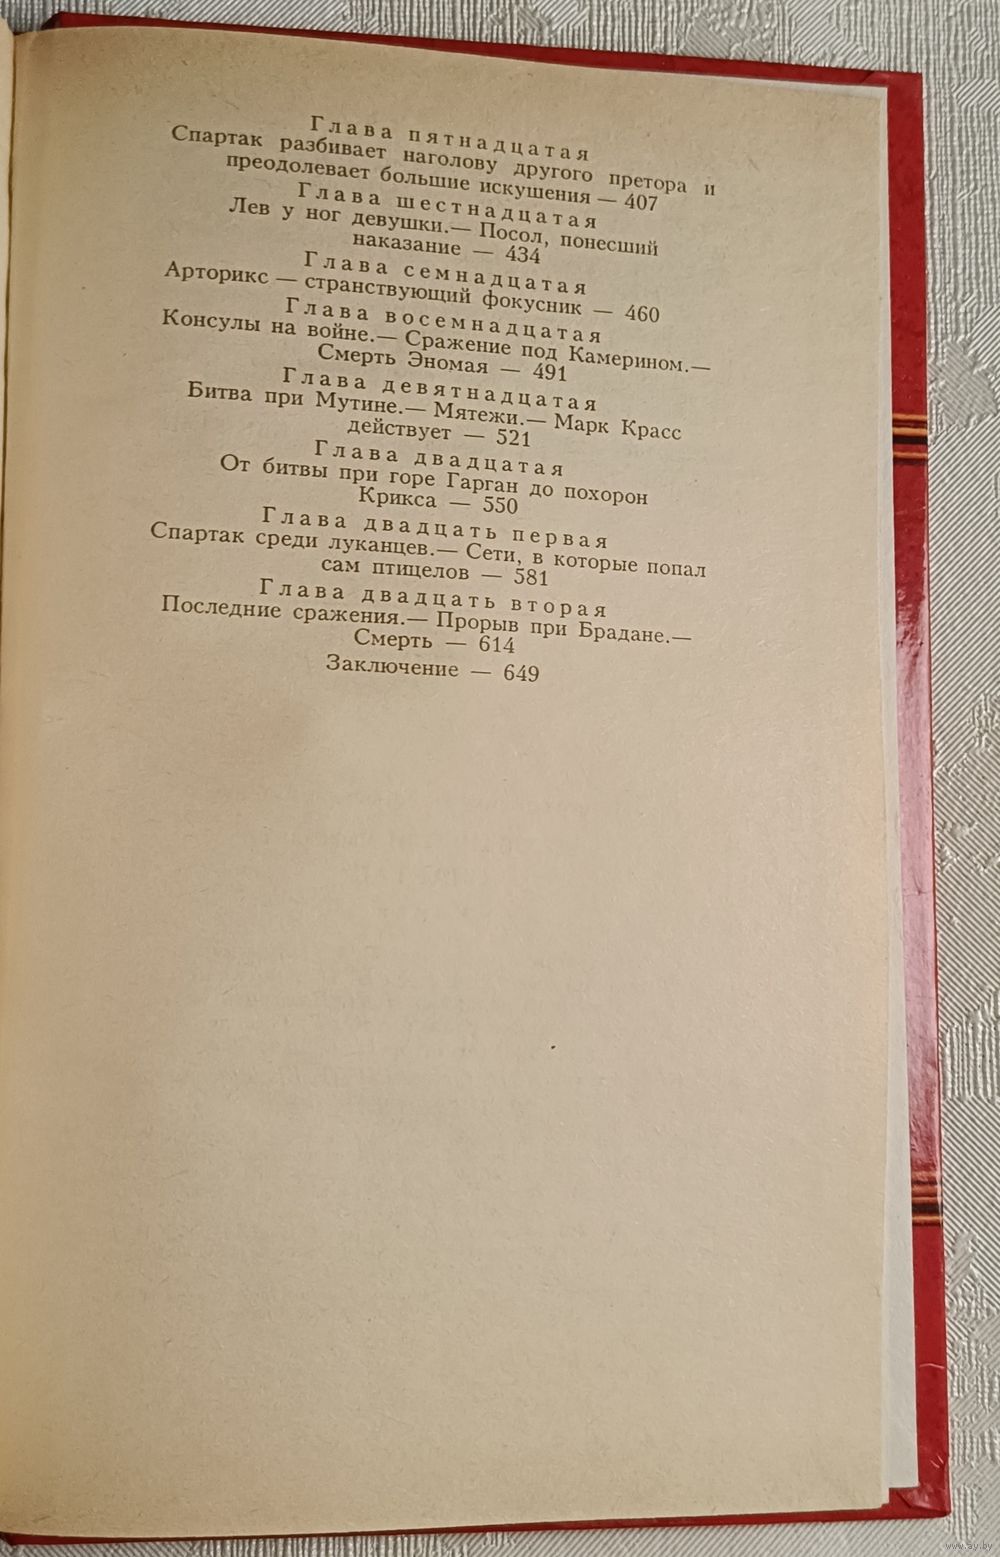 Глава пятнадцатая
Спартак разбивает наголову другого претора и
преодолевает большие искушения — 407
Глава шестнадцатая
Лев у ног девушки.— Посол, понесший
наказание — 434
Глава семнадцатая
Арторикс — странствующий фокусник — 460
Глава восемнадцатая
Консулы на войне.— Сражение под Камерином.—
Смерть Эномая — 491
Глава девятнадцатая
Битва при Мутине.— Мятежи.— Марк Красс
действует — 521
Глава двадцатая
От битвы при горе Гарган до похорон
Крикса — 550
Глава двадцать первая
Спартак среди луканцев.— Сети, в которые попал
сам птицелов — 581
Глава двадцать вторая
Последние сражения.— Прорыв при Брадане.—
Смерть — 614
Заключение — 649
www.ay.by